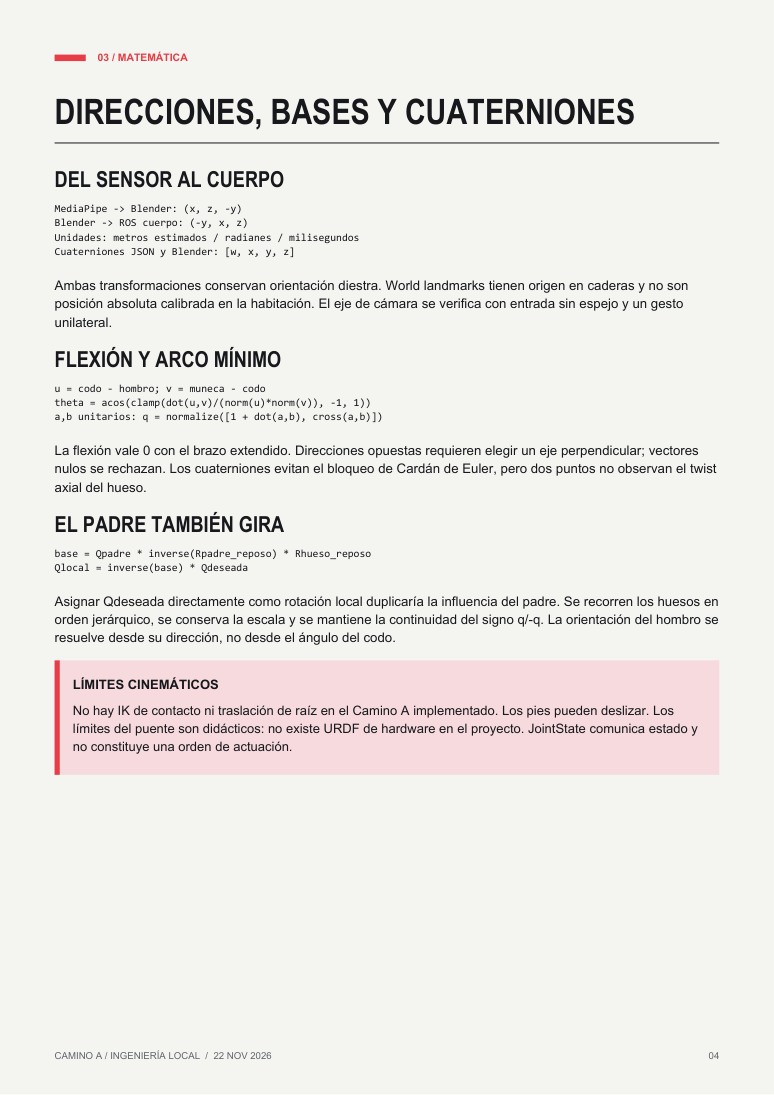 03 / MATEMÁTICA
DIRECCIONES, BASES Y CUATERNIONES
DEL SENSOR AL CUERPO
MediaPipe -> Blender: (x, z, -y)
Blender -> ROS cuerpo: (-y, x, z)
Unidades: metros estimados / radianes / milisegundos
Cuaterniones JSON y Blender: [w, x, y, z]
Ambas transformaciones conservan orientación diestra. World landmarks tienen origen en caderas y no son
posición absoluta calibrada en la habitación. El eje de cámara se verifica con entrada sin espejo y un gesto
unilateral.
FLEXIÓN Y ARCO MÍNIMO
u = codo - hombro; v = muneca - codo
theta = acos(clamp(dot(u,v)/(norm(u)*norm(v)), -1, 1))
a,b unitarios: q = normalize([1 + dot(a,b), cross(a,b)])
La flexión vale 0 con el brazo extendido. Direcciones opuestas requieren elegir un eje perpendicular; vectores
nulos se rechazan. Los cuaterniones evitan el bloqueo de Cardán de Euler, pero dos puntos no observan el twist
axial del hueso.
EL PADRE TAMBIÉN GIRA
base = Qpadre * inverse(Rpadre_reposo) * Rhueso_reposo
Qlocal = inverse(base) * Qdeseada
Asignar Qdeseada directamente como rotación local duplicaría la influencia del padre. Se recorren los huesos en
orden jerárquico, se conserva la escala y se mantiene la continuidad del signo q/-q. La orientación del hombro se
resuelve desde su dirección, no desde el ángulo del codo.
LÍMITES CINEMÁTICOS
No hay IK de contacto ni traslación de raíz en el Camino A implementado. Los pies pueden deslizar. Los
límites del puente son didácticos: no existe URDF de hardware en el proyecto. JointState comunica estado y
no constituye una orden de actuación.
CAMINO A / INGENIERÍA LOCAL / 22 NOV 2026
04